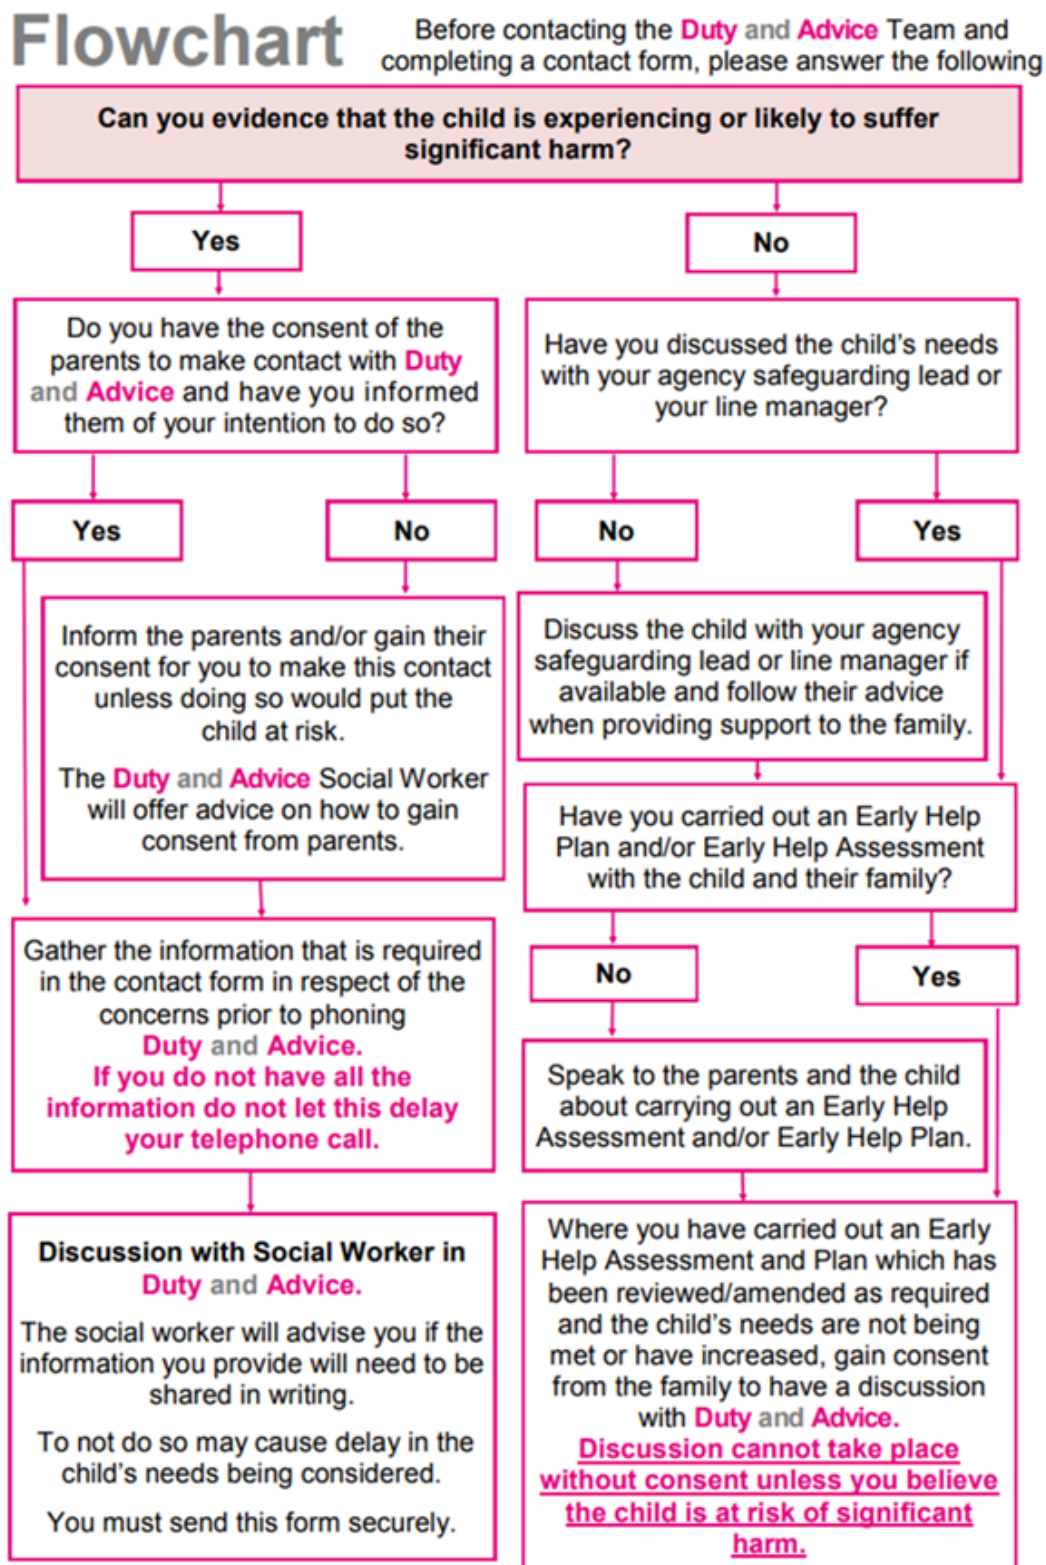 Flowchart
Before contacting the Duty and Advice Team and
completing a contact form, please answer the following
Can you evidence that the child is experiencing or likely to suffer
significant harm?
Yes
No
Do you have the consent of the
parents to make contact with Duty
and Advice and have you informed
them of your intention to do so?
Have you discussed the child's needs
with your agency safeguarding lead or
your line manager?
Yes
No
No
Yes
Inform the parents and/or gain their
consent for you to make this contact
unless doing so would put the
child at risk.
The Duty and Advice Social Worker
will offer advice on how to gain
consent from parents.
Discuss the child with your agency
safeguarding lead or line manager if
available and follow their advice
when providing support to the family.
Have you carried out an Early Help
Plan and/or Early Help Assessment
with the child and their family?
Gather the information that is required
in the contact form in respect of the
concerns prior to phoning
Duty and Advice.
If you do not have all the
information do not let this delay
your telephone call.
No
Yes
Speak to the parents and the child
about carrying out an Early Help
Assessment and/or Early Help Plan.
Discussion with Social Worker in
Duty and Advice.
The social worker will advise you if the
information you provide will need to be
shared in writing.
To not do so may cause delay in the
child's needs being considered.
You must send this form securely.
Where you have carried out an Early
Help Assessment and Plan which has
been reviewed/amended as required
and the child's needs are not being
met or have increased, gain consent
from the family to have a discussion
with Duty and Advice.
Discussion cannot take place
without consent unless you believe
the child is at risk of significant
harm.